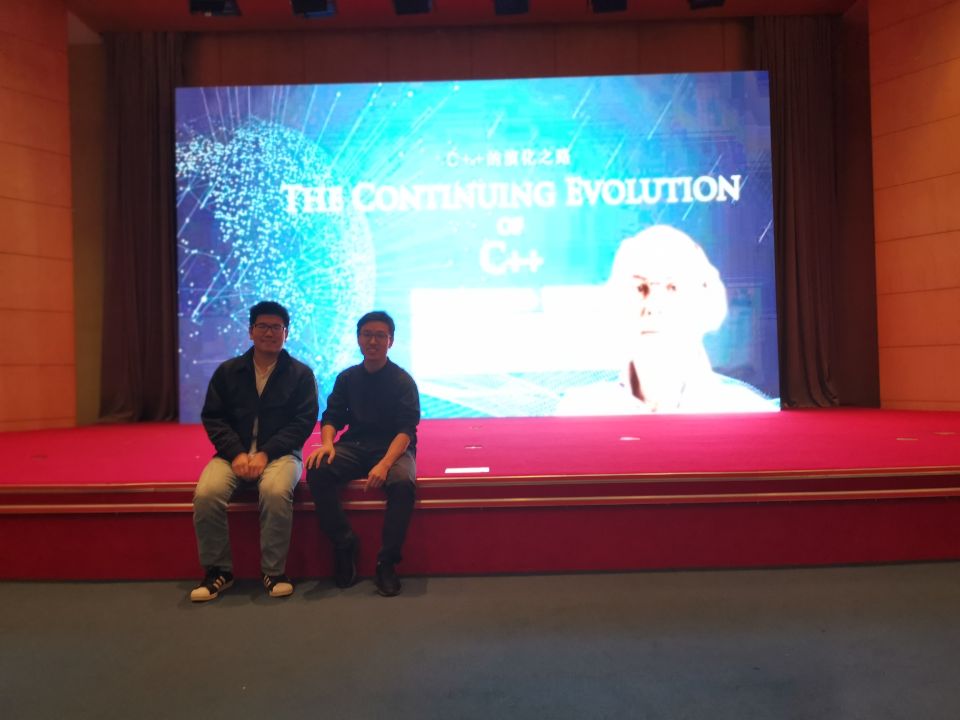 C++的演化之路
THE CONTINUING EVOLUTION
OF
C++